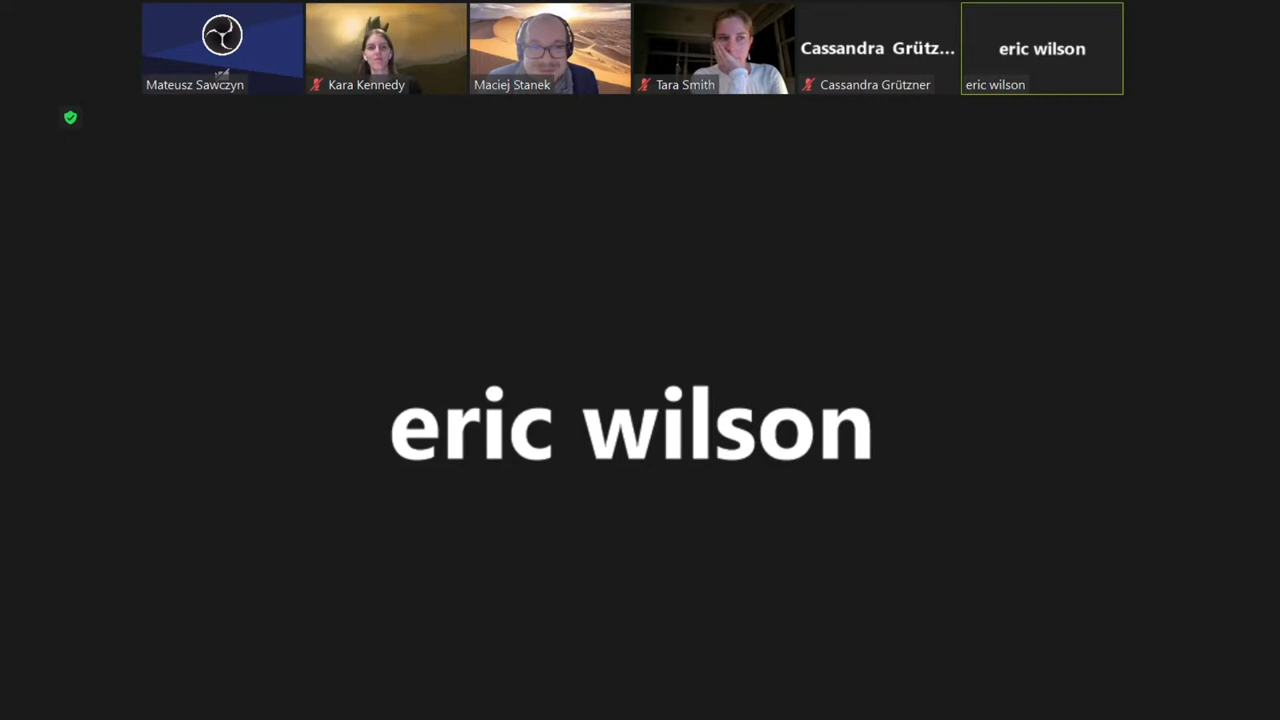 Mateusz Sawczyn
Kara Kennedy
Maciej Stanek
Tara Smith
Cassandra Grütz...
Cassandra Grützner
eric wilson
eric wilson
eric wilson